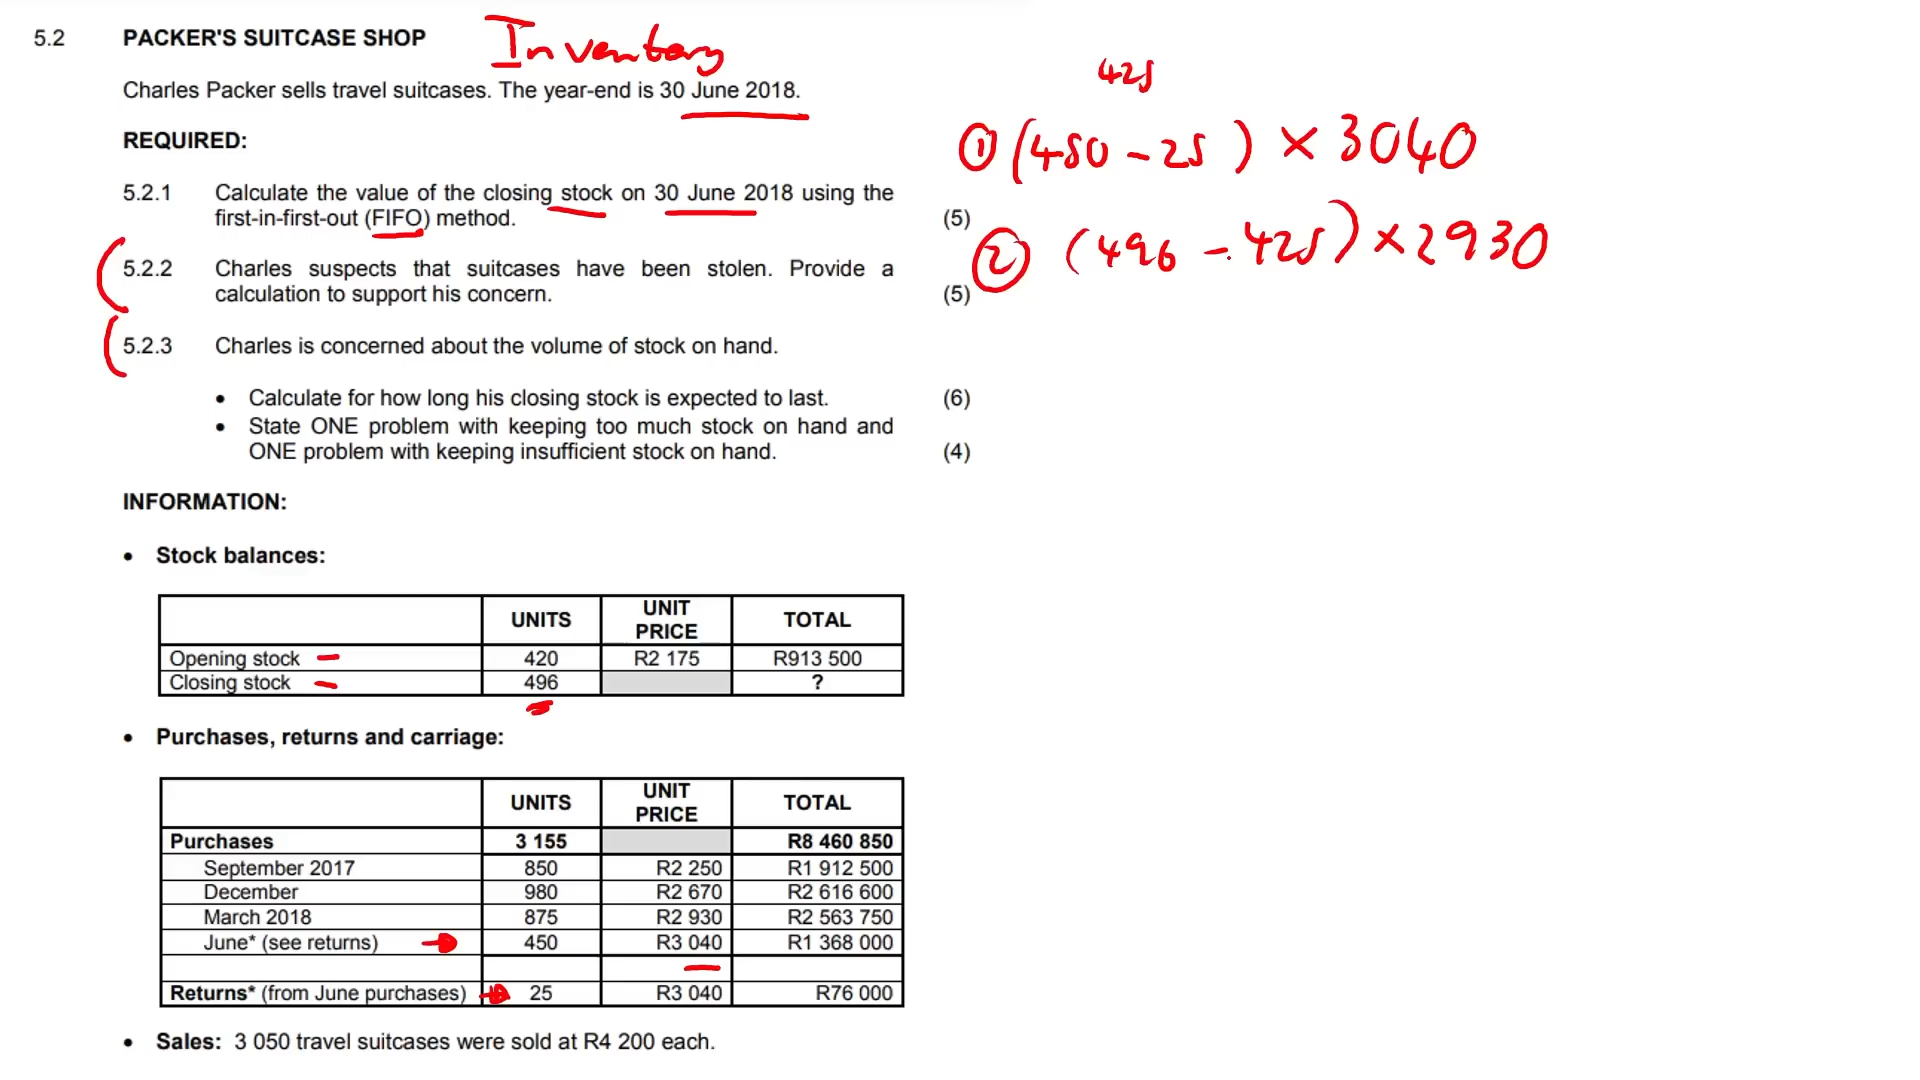 5.2 PACKER'S SUITCASE SHOP Inventory
Charles Packer sells travel suitcases. The year-end is 30 June 2018.
REQUIRED:
5.2.1 Calculate the value of the closing stock on 30 June 2018 using the
first-in-first-out (FIFO) method. (5)
5.2.2 Charles suspects that suitcases have been stolen. Provide a
calculation to support his concern. (5)
5.2.3 Charles is concerned about the volume of stock on hand.
• Calculate for how long his closing stock is expected to last. (6)
• State ONE problem with keeping too much stock on hand and
ONE problem with keeping insufficient stock on hand. (4)
425
① (450 - 25) × 3040
② (496 - 425) × 2930
INFORMATION:
• Stock balances:
UNITS UNIT PRICE TOTAL
Opening stock 420 R2 175 R913 500
Closing stock 496 ?
• Purchases, returns and carriage:
UNITS UNIT PRICE TOTAL
Purchases 3 155 R8 460 850
September 2017 850 R2 250 R1 912 500
December 980 R2 670 R2 616 600
March 2018 875 R2 930 R2 563 750
June* (see returns) 450 R3 040 R1 368 000
Returns* (from June purchases) 25 R3 040 R76 000
• Sales: 3 050 travel suitcases were sold at R4 200 each.